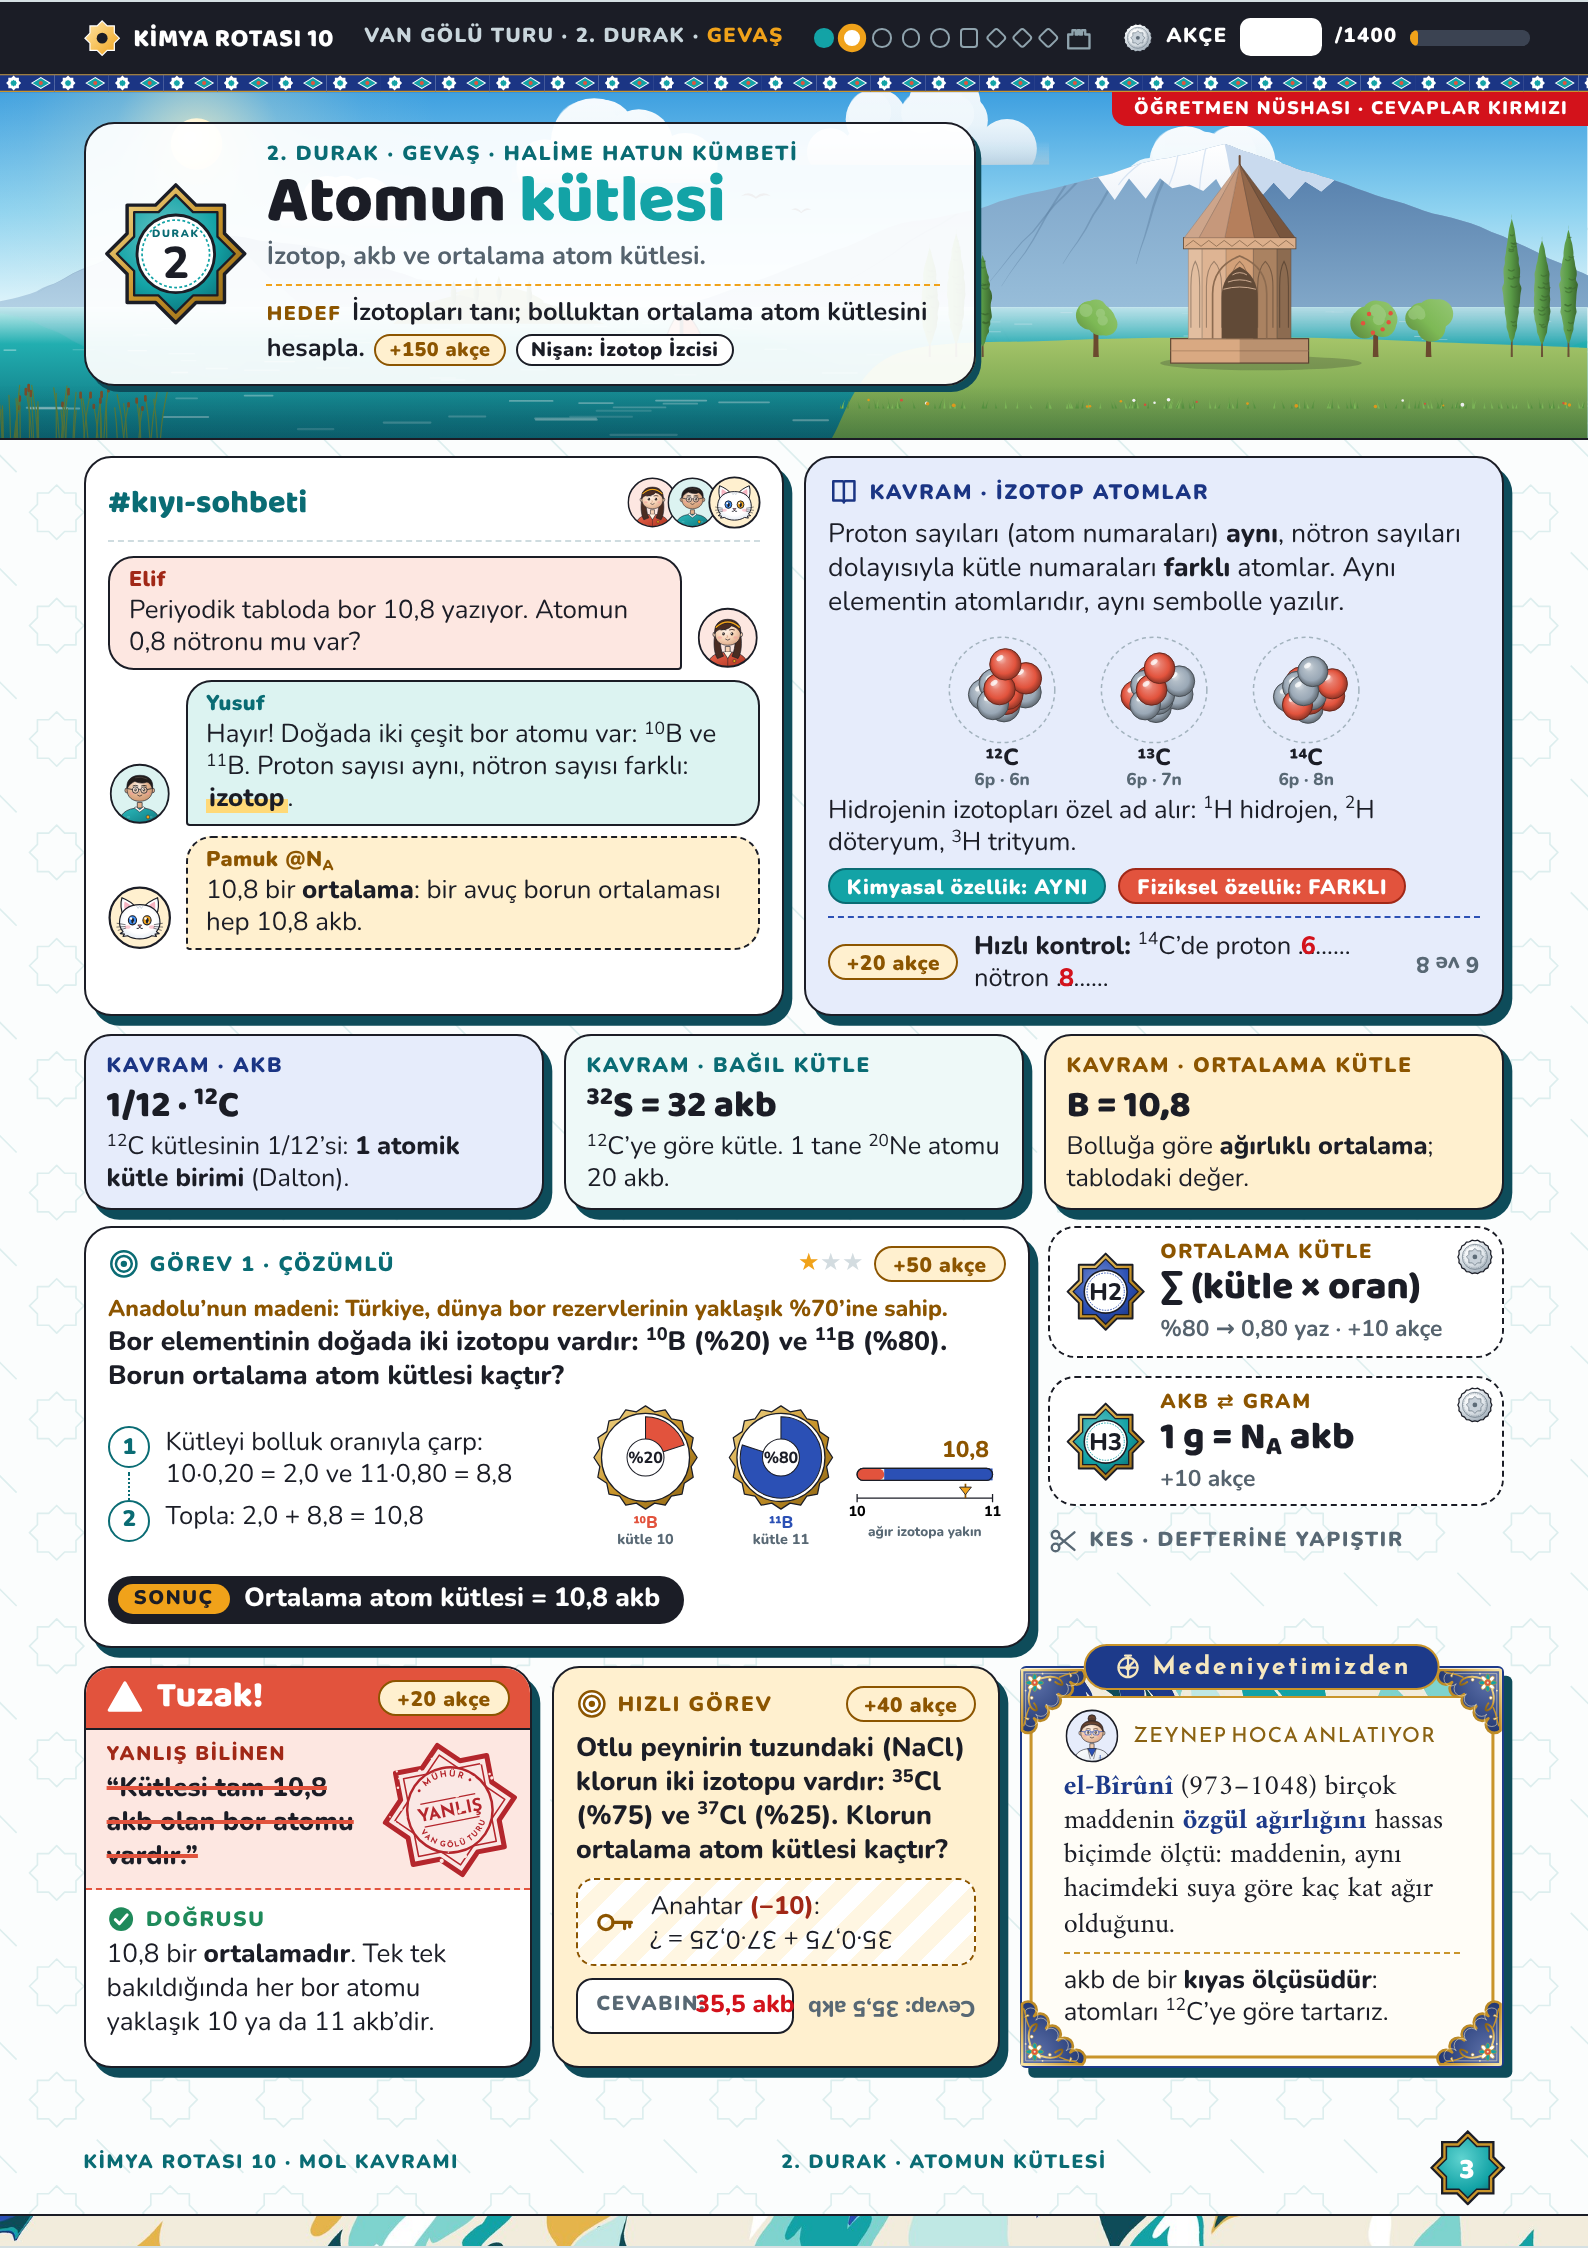 KİMYA ROTASI 10
VAN GÖLÜ TURU · 2. DURAK · GEVAŞ
AKÇE /1400
ÖĞRETMEN NÜSHASI · CEVAPLAR KIRMIZI
DURAK
2
2. DURAK · GEVAŞ · HALİME HATUN KÜMBETİ
Atomun kütlesi
İzotop, akb ve ortalama atom kütlesi.
HEDEF İzotopları tanı; bolluktan ortalama atom kütlesini
hesapla. +150 akçe Nişan: İzotop İzcisi
#kıyı-sohbeti
Elif
Periyodik tabloda bor 10,8 yazıyor. Atomun
0,8 nötronu mu var?
Yusuf
Hayır! Doğada iki çeşit bor atomu var: ¹⁰B ve
¹¹B. Proton sayısı aynı, nötron sayısı farklı:
izotop.
Pamuk @N_A
10,8 bir ortalama: bir avuç borun ortalaması
hep 10,8 akb.
KAVRAM · İZOTOP ATOMLAR
Proton sayıları (atom numaraları) aynı, nötron sayıları
dolayısıyla kütle numaraları farklı atomlar. Aynı
elementin atomlarıdır, aynı sembolle yazılır.
¹²C ¹³C ¹⁴C
6p · 6n 6p · 7n 6p · 8n
Hidrojenin izotopları özel ad alır: ¹H hidrojen, ²H
döteryum, ³H trityum.
Kimyasal özellik: AYNI Fiziksel özellik: FARKLI
+20 akçe
Hızlı kontrol: ¹⁴C’de proton .6......
nötron .8......
6 ve 8
KAVRAM · AKB
1/12 · ¹²C
¹²C kütlesinin 1/12’si: 1 atomik
kütle birimi (Dalton).
KAVRAM · BAĞIL KÜTLE
³²S = 32 akb
¹²C’ye göre kütle. 1 tane ²⁰Ne atomu
20 akb.
KAVRAM · ORTALAMA KÜTLE
B = 10,8
Bolluğa göre ağırlıklı ortalama;
tablodaki değer.
GÖREV 1 · ÇÖZÜMLÜ
★★★ +50 akçe
Anadolu’nun madeni: Türkiye, dünya bor rezervlerinin yaklaşık %70’ine sahip.
Bor elementinin doğada iki izotopu vardır: ¹⁰B (%20) ve ¹¹B (%80).
Borun ortalama atom kütlesi kaçtır?
1 Kütleyi bolluk oranıyla çarp:
10·0,20 = 2,0 ve 11·0,80 = 8,8
2 Topla: 2,0 + 8,8 = 10,8
%20
¹⁰B
kütle 10
%80
¹¹B
kütle 11
10,8
10 11
ağır izotopa yakın
SONUÇ Ortalama atom kütlesi = 10,8 akb
H2
ORTALAMA KÜTLE
∑ (kütle × oran)
%80 → 0,80 yaz · +10 akçe
H3
AKB ⇄ GRAM
1 g = N_A akb
+10 akçe
KES · DEFTERİNE YAPIŞTIR
Tuzak! +20 akçe
YANLIŞ BİLİNEN
“Kütlesi tam 10,8
akb olan bor atomu
vardır.”
MÜHÜR
YANLIŞ
VAN GÖLÜ TURU
DOĞRUSU
10,8 bir ortalamadır. Tek tek
bakıldığında her bor atomu
yaklaşık 10 ya da 11 akb’dir.
HIZLI GÖREV +40 akçe
Otlu peynirin tuzundaki (NaCl)
klorun iki izotopu vardır: ³⁵Cl
(%75) ve ³⁷Cl (%25). Klorun
ortalama atom kütlesi kaçtır?
Anahtar (−10):
35·0,75 + 37·0,25 = ?
CEVABIN: 35,5 akb
Cevap: 35,5 akb
Medeniyetimizden
ZEYNEP HOCA ANLATIYOR
el-Bîrûnî (973–1048) birçok
maddenin özgül ağırlığını hassas
biçimde ölçtü: maddenin, aynı
hacimdeki suya göre kaç kat ağır
olduğunu.
akb de bir kıyas ölçüsüdür:
atomları ¹²C’ye göre tartarız.
KİMYA ROTASI 10 · MOL KAVRAMI
2. DURAK · ATOMUN KÜTLESİ
3